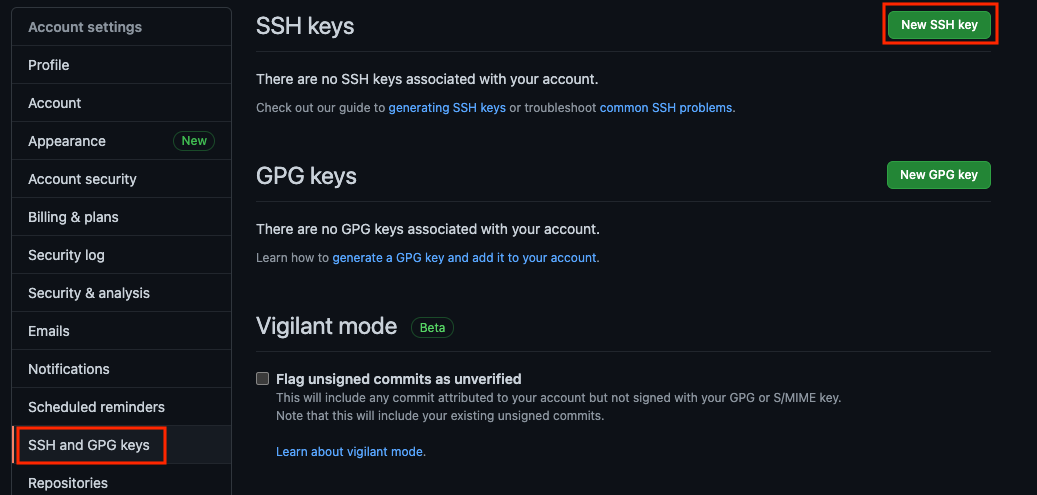 Account settings
Profile
Account
Appearance New
Account security
Billing & plans
Security log
Security & analysis
Emails
Notifications
Scheduled reminders
SSH and GPG keys
Repositories
SSH keys New SSH key
There are no SSH keys associated with your account.
Check out our guide to generating SSH keys or troubleshoot common SSH problems.
GPG keys New GPG key
There are no GPG keys associated with your account.
Learn how to generate a GPG key and add it to your account.
Vigilant mode Beta
Flag unsigned commits as unverified
This will include any commit attributed to your account but not signed with your GPG or S/MIME key.
Note that this will include your existing unsigned commits.
Learn about vigilant mode.